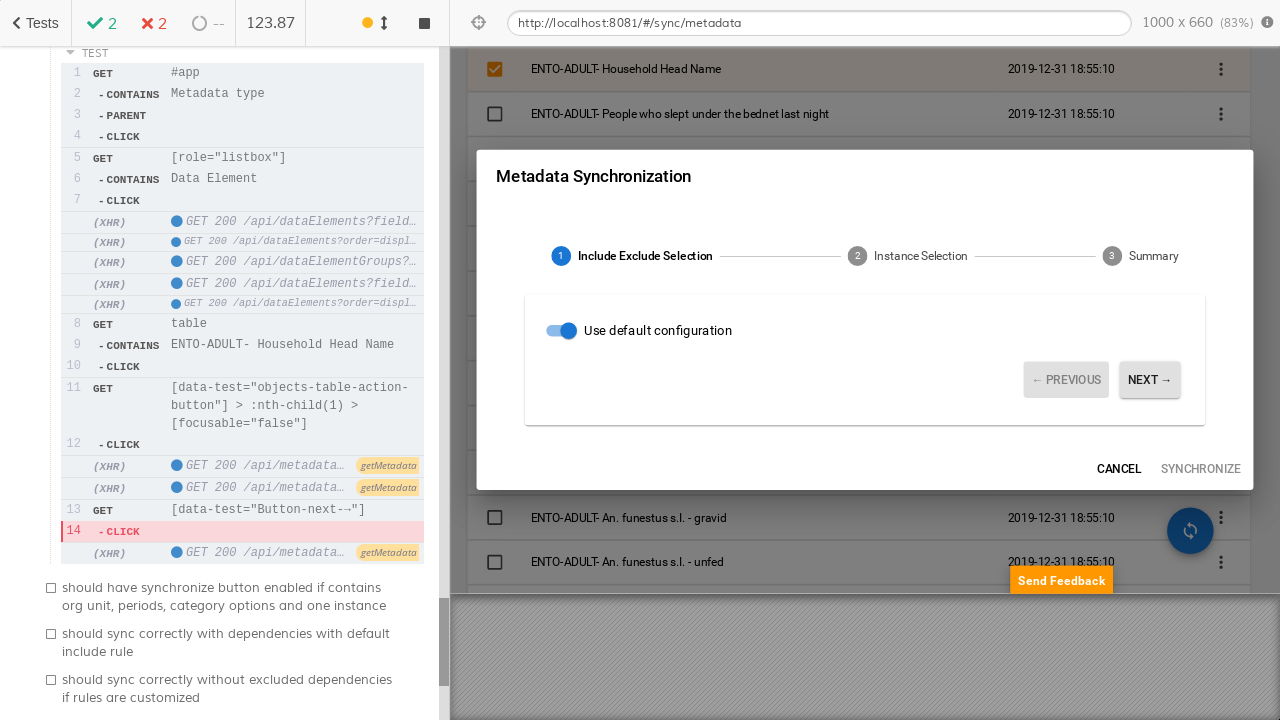 Tests
2
2
--
123.87
http://localhost:8081/#/sync/metadata
1000 x 660 (83%)
TEST
1 GET #app
2 - CONTAINS Metadata type
3 - PARENT
4 - CLICK
5 GET [role="listbox"]
6 - CONTAINS Data Element
7 - CLICK
(XHR) GET 200 /api/dataElements?field…
(XHR) GET 200 /api/dataElements?order=displ…
(XHR) GET 200 /api/dataElementGroups?…
(XHR) GET 200 /api/dataElements?field…
(XHR) GET 200 /api/dataElements?order=displ…
8 GET table
9 - CONTAINS ENTO-ADULT- Household Head Name
10 - CLICK
11 GET [data-test="objects-table-action-
button"] > :nth-child(1) >
[focusable="false"]
12 - CLICK
(XHR) GET 200 /api/metadata… getMetadata
(XHR) GET 200 /api/metadata… getMetadata
13 GET [data-test="Button-next-→"]
14 - CLICK
(XHR) GET 200 /api/metadata… getMetadata
should have synchronize button enabled if contains
org unit, periods, category options and one instance
should sync correctly with dependencies with default
include rule
should sync correctly without excluded dependencies
if rules are customized
ENTO-ADULT- Household Head Name 2019-12-31 18:55:10
ENTO-ADULT- People who slept under the bednet last night 2019-12-31 18:55:10
Metadata Synchronization
1 Include Exclude Selection
2 Instance Selection
3 Summary
Use default configuration
← PREVIOUS
NEXT →
CANCEL
SYNCHRONIZE
ENTO-ADULT- An. funestus s.l. - gravid 2019-12-31 18:55:10
ENTO-ADULT- An. funestus s.l. - unfed 2019-12-31 18:55:10
Send Feedback